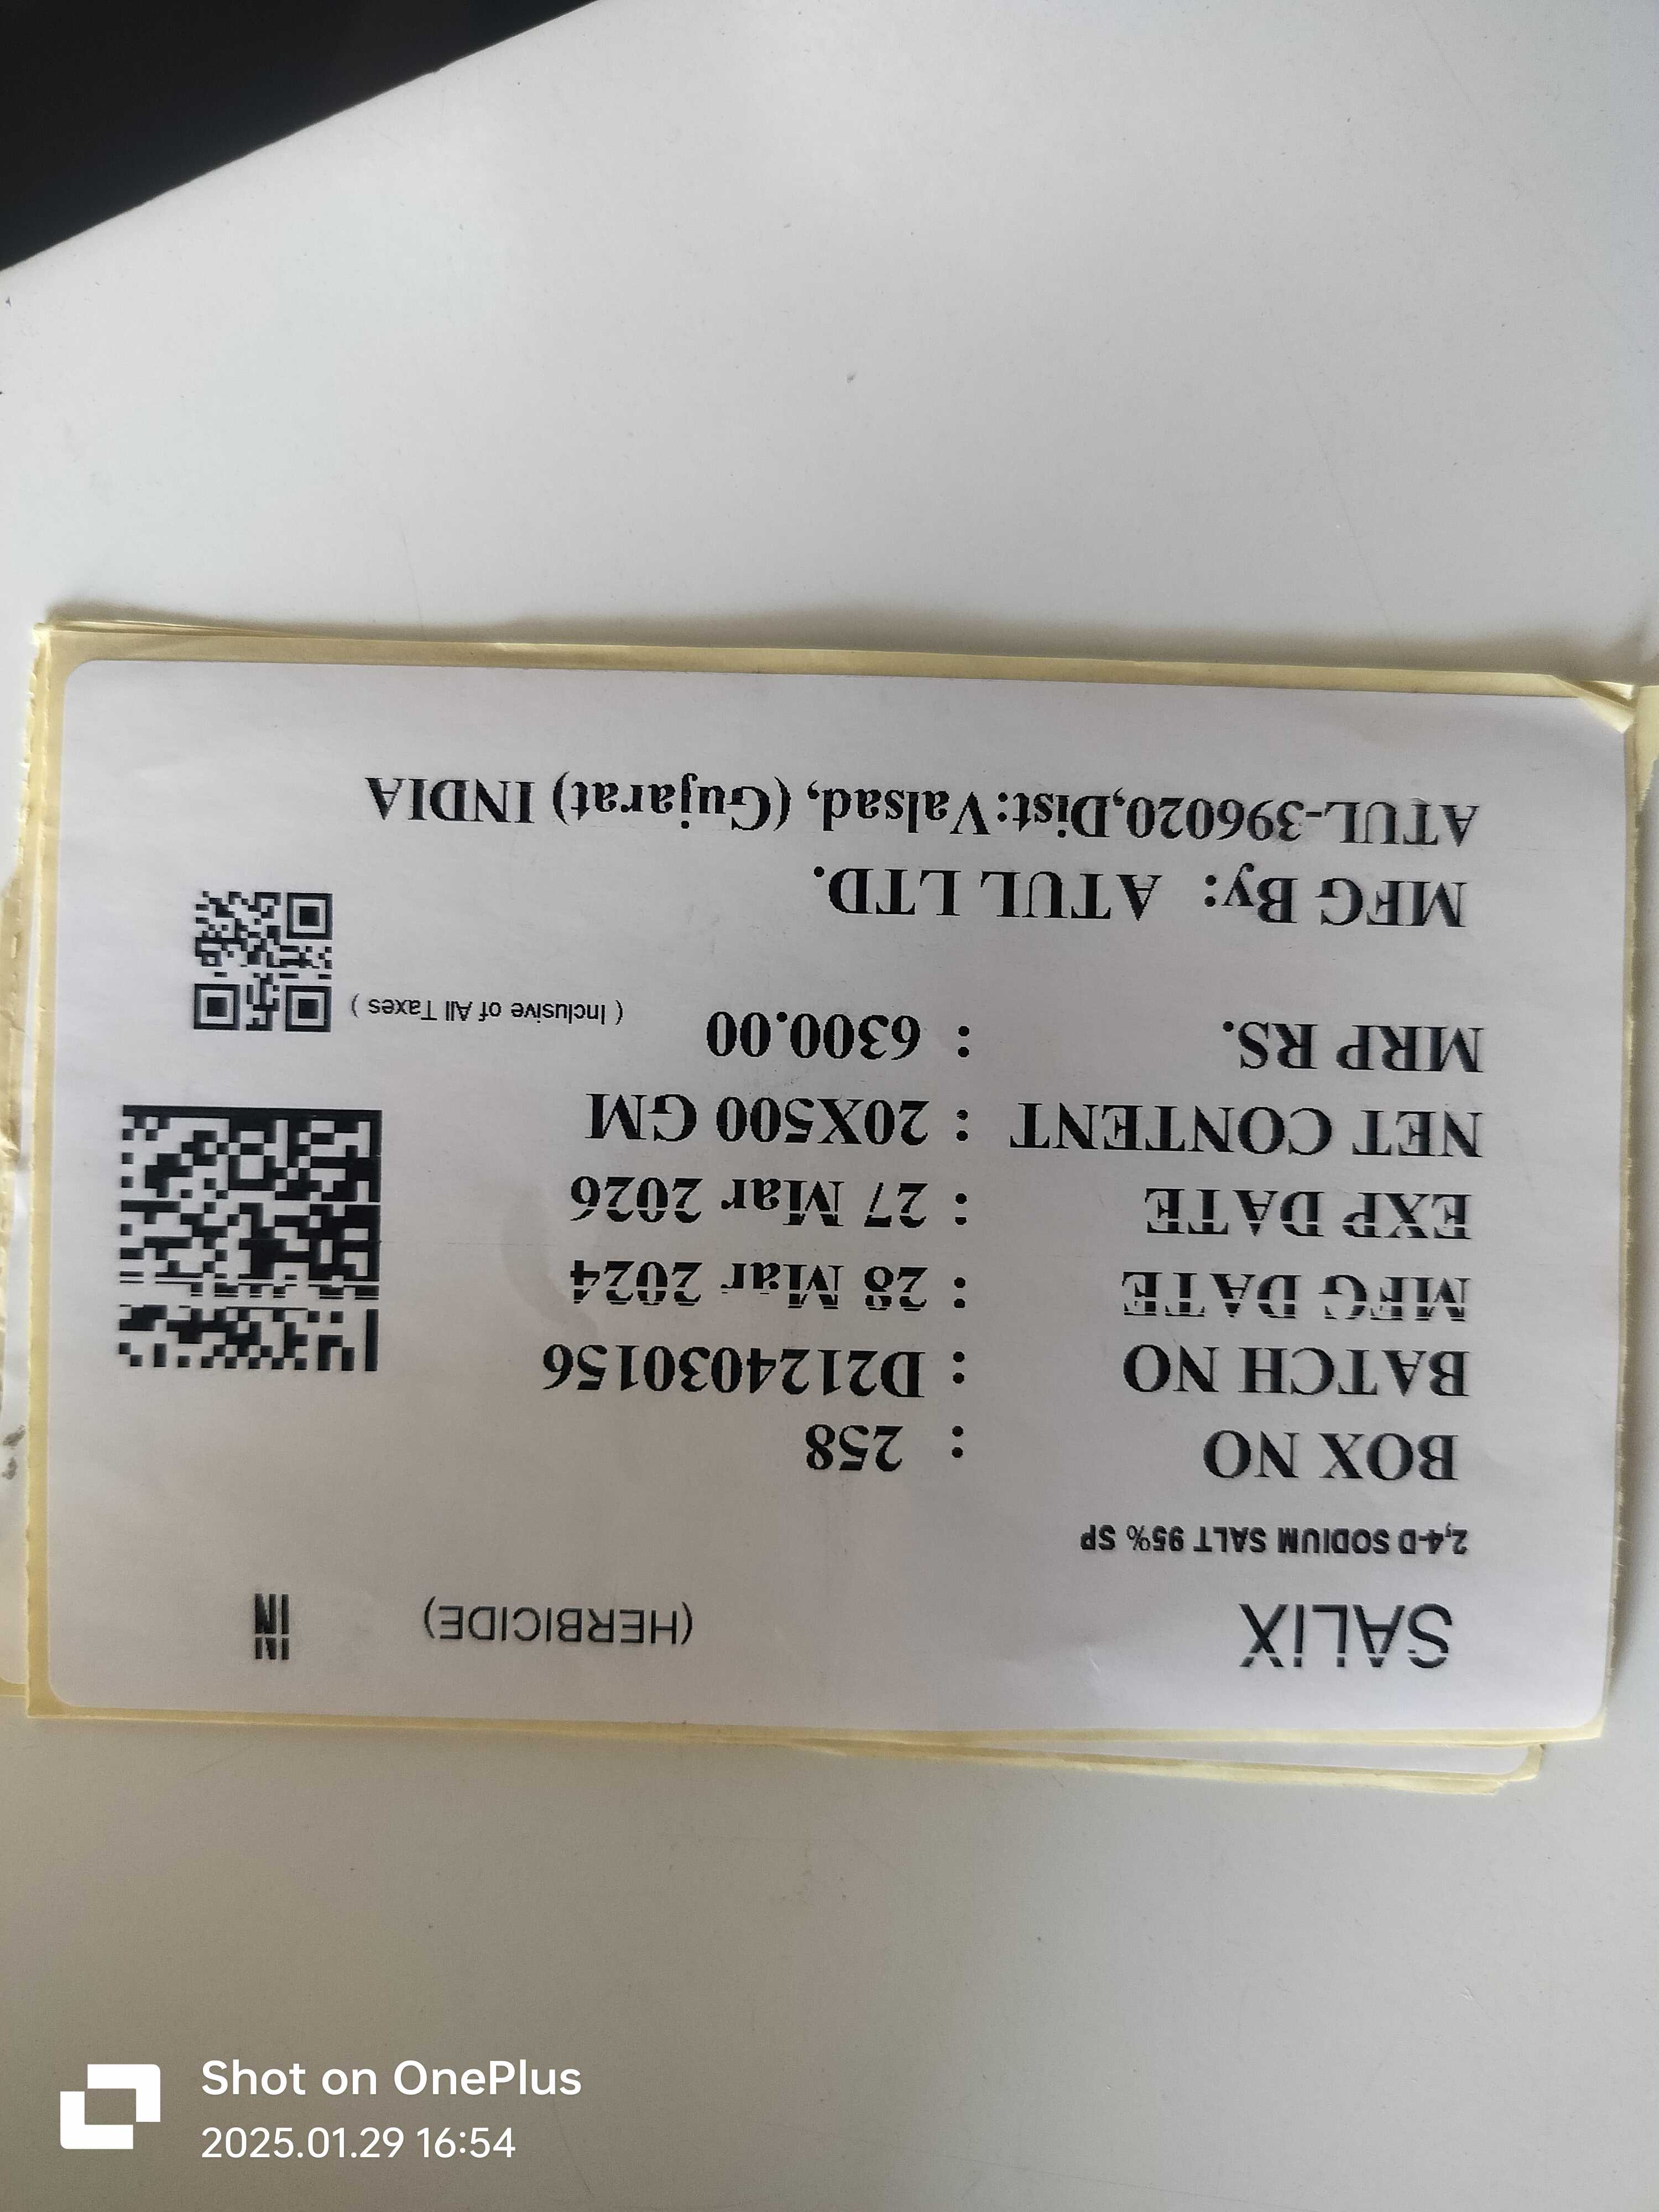 SALIX (HERBICIDE) IN
2,4-D SODIUM SALT 95% SP
BOX NO : 258
BATCH NO : D2124030156
MFG DATE : 28 Mar 2024
EXP DATE : 27 Mar 2026
NET CONTENT : 20X500 GM
MRP RS. : 6300.00 ( Inclusive of All Taxes )
MFG By: ATUL LTD.
ATUL-396020,Dist:Valsad, (Gujarat) INDIA
Shot on OnePlus
2025.01.29 16:54